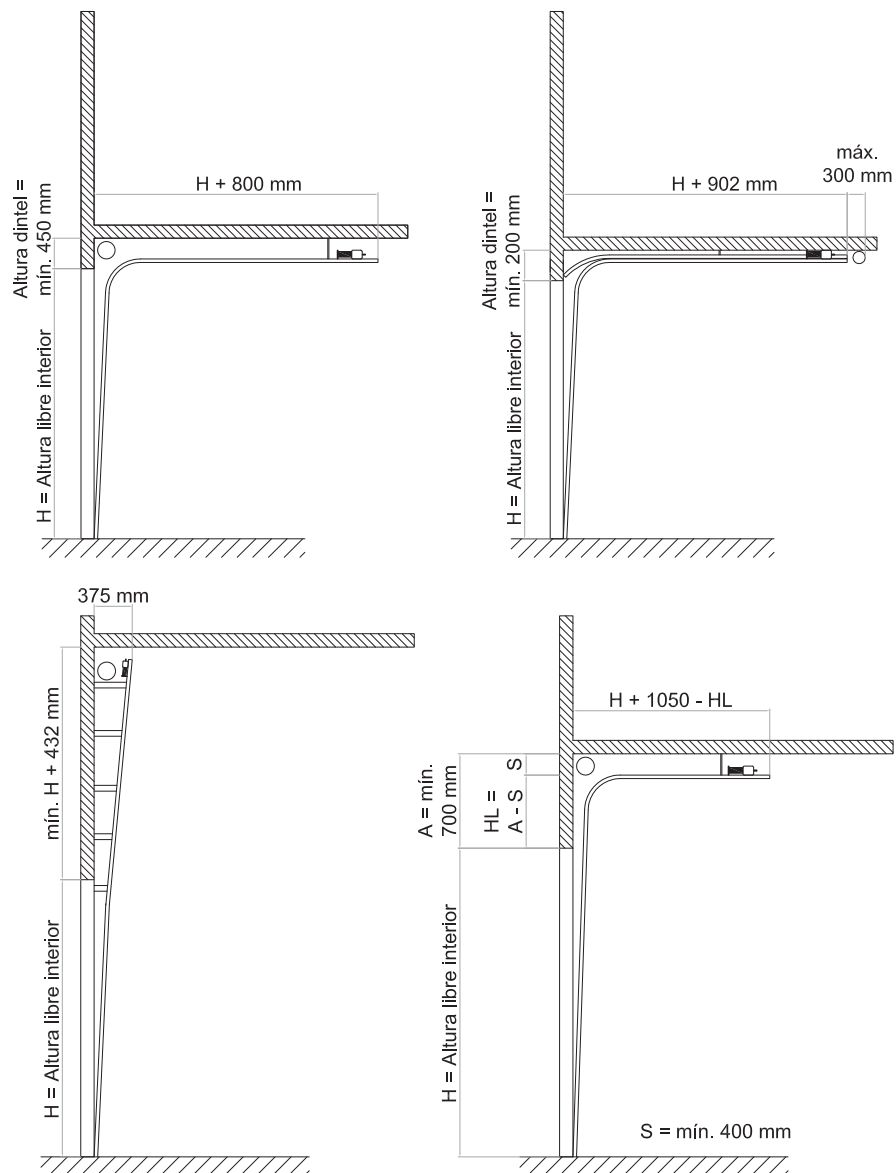 H + 800 mm
Altura dintel =
mín. 450 mm
H = Altura libre interior
máx.
300 mm
H + 902 mm
Altura dintel =
mín. 200 mm
H = Altura libre interior
375 mm
mín. H + 432 mm
H = Altura libre interior
H + 1050 - HL
A = mín.
700 mm
S
HL =
A - S
H = Altura libre interior
S = mín. 400 mm